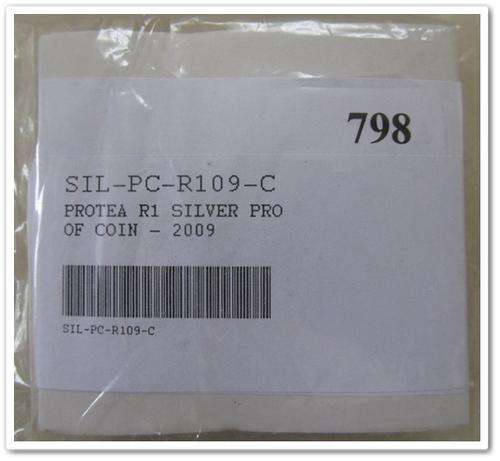 798
SIL-PC-R109-C
PROTEA R1 SILVER PRO
OF COIN - 2009
SIL-PC-R109-C